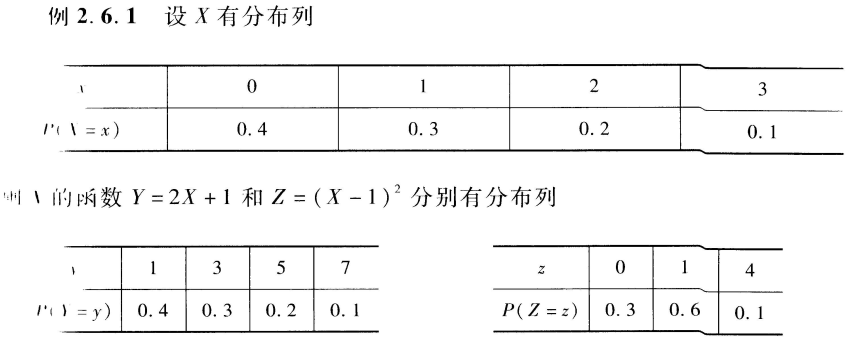 例 2.6.1 设 X 有分布列
0 1 2 3
= x) 0.4 0.3 0.2 0.1
的函数 Y = 2X + 1 和 Z = (X - 1)² 分别有分布列
1 3 5 7
= y) 0.4 0.3 0.2 0.1
z 0 1 4
P(Z = z) 0.3 0.6 0.1